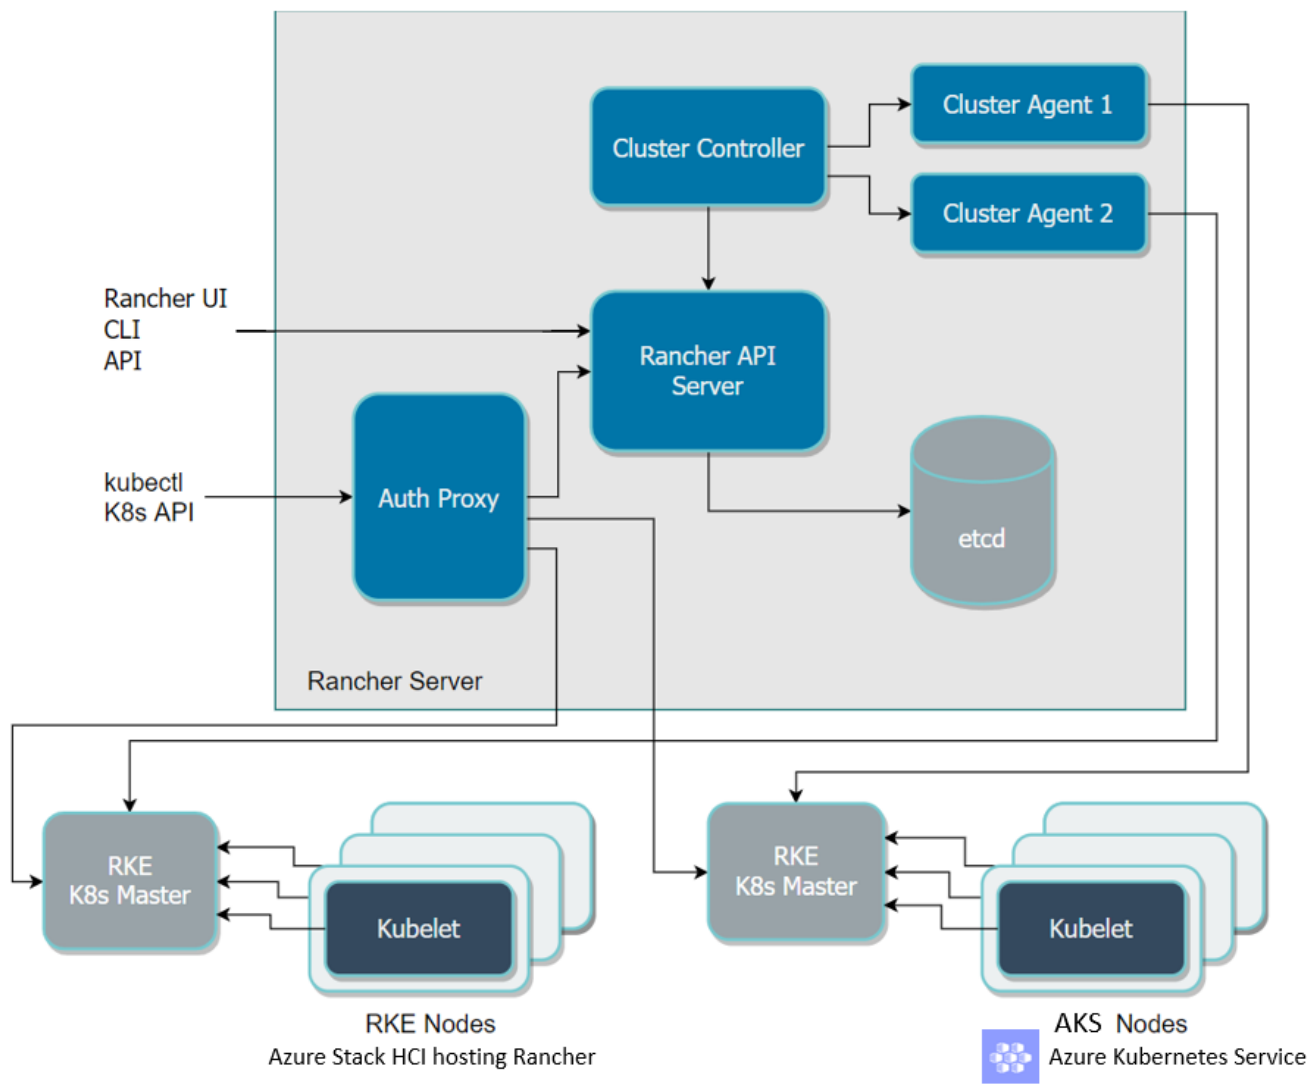 Cluster Agent 1
Cluster Controller
Cluster Agent 2
Rancher UI
CLI
API
Rancher API
Server
kubectl
K8s API
Auth Proxy
etcd
Rancher Server
RKE
K8s Master
Kubelet
RKE
K8s Master
Kubelet
RKE Nodes
Azure Stack HCI hosting Rancher
AKS Nodes
Azure Kubernetes Service